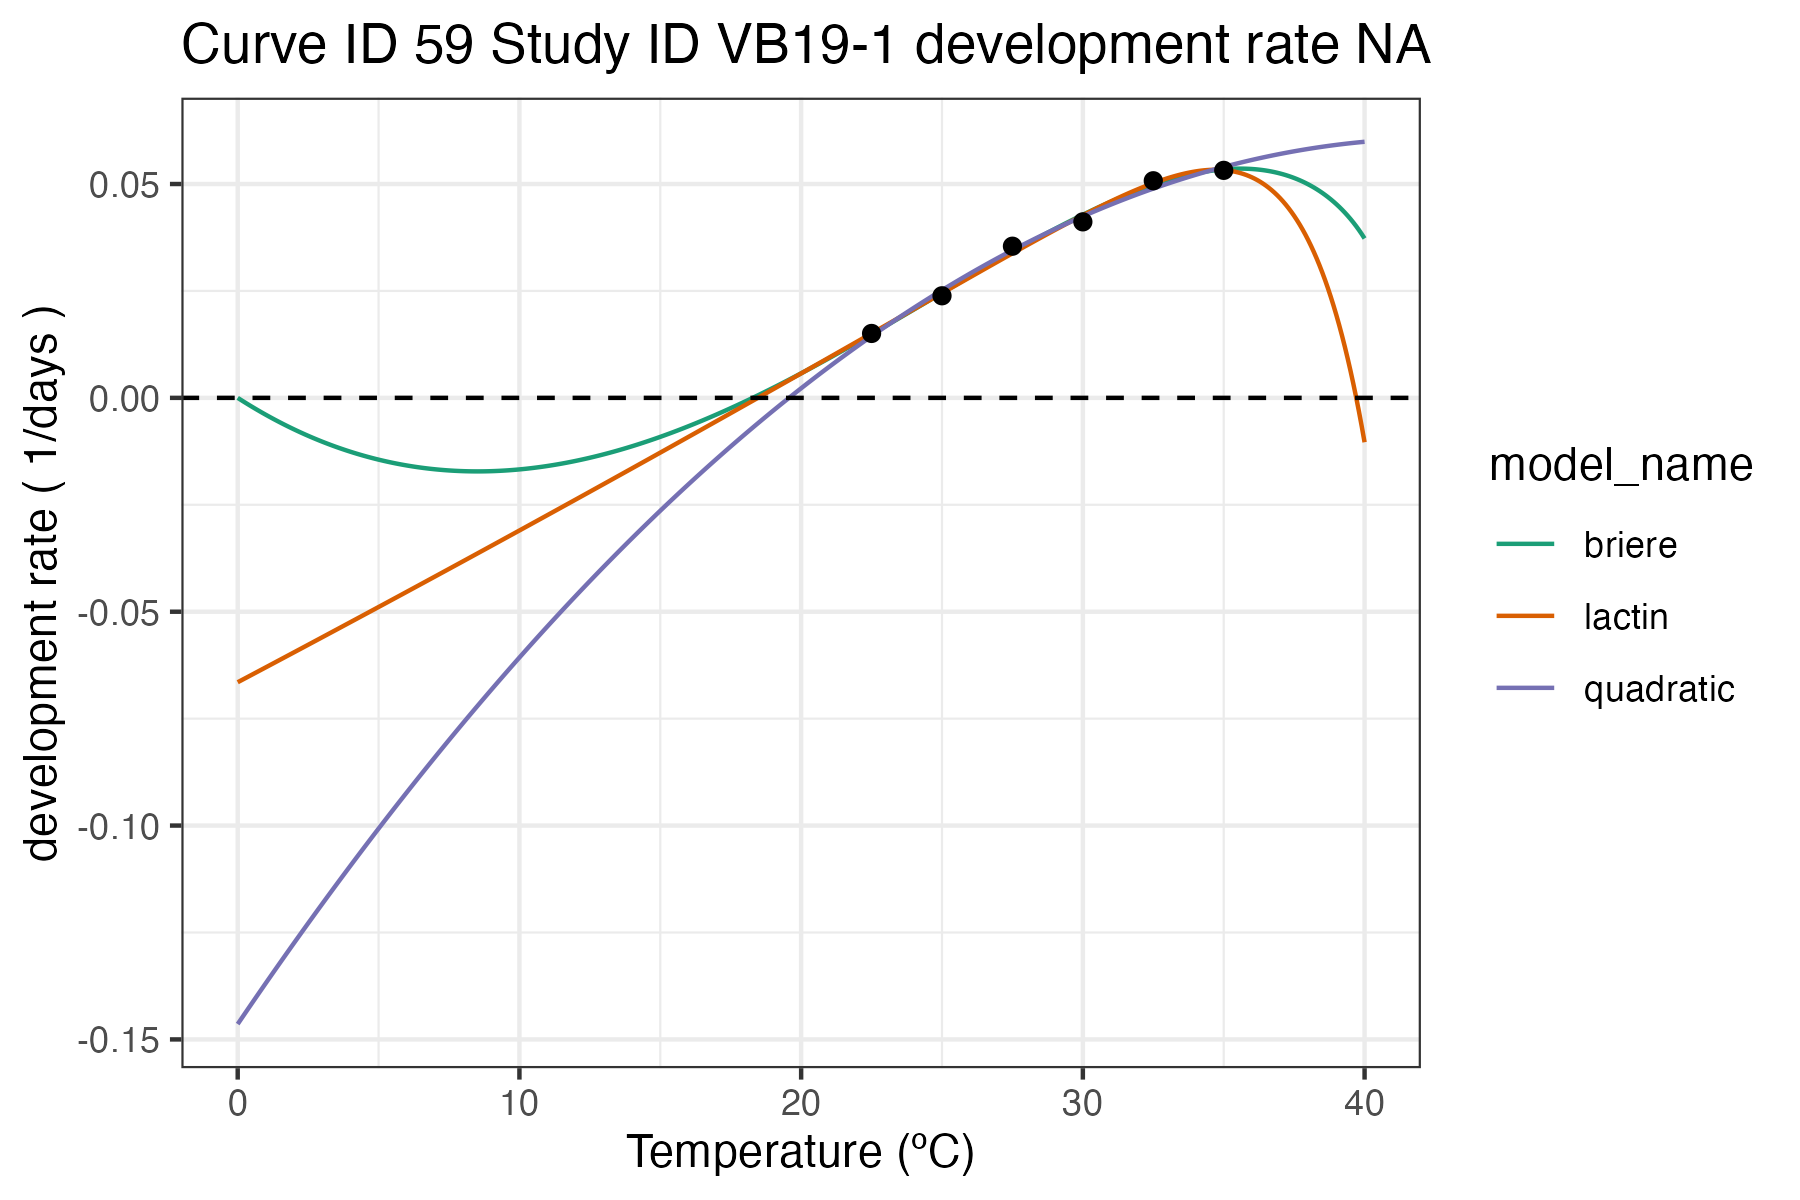 Curve ID 59 Study ID VB19-1 development rate NA
development rate ( 1/days )
0.05
0.00
-0.05
-0.10
-0.15
0
10
20
30
40
Temperature (ºC)
model_name
briere
lactin
quadratic